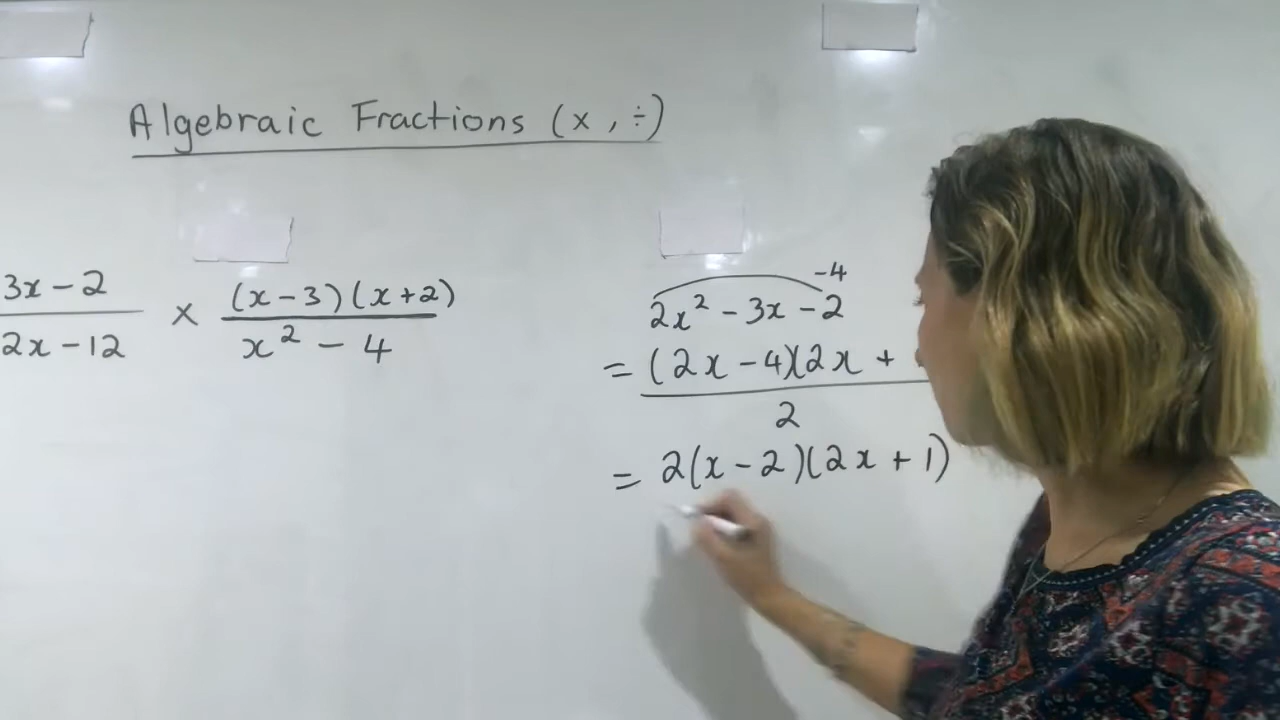 Algebraic Fractions (x, ÷)
3x - 2
2x - 12
× (x - 3)(x + 2)
x² - 4
-4
2x² - 3x - 2
= (2x - 4)(2x +
2
= 2(x - 2)(2x + 1)